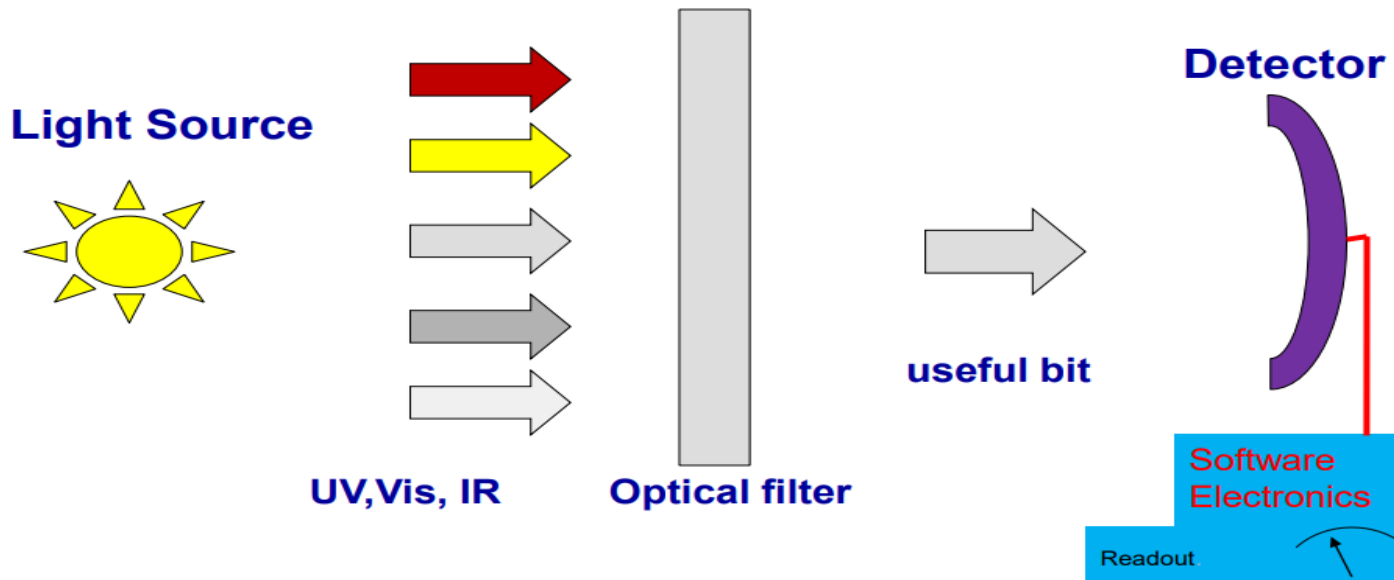 Light Source
Detector
UV,Vis, IR
Optical filter
useful bit
Software
Electronics
Readout